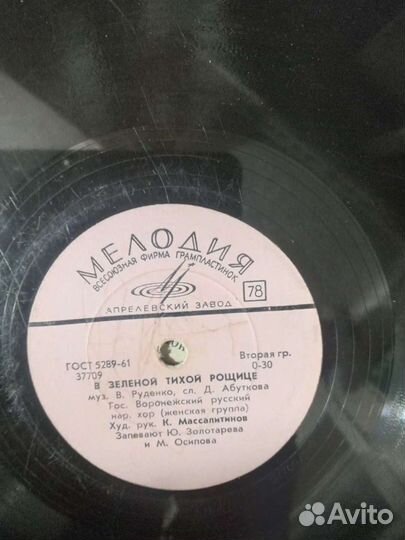 МЕЛОДИЯ
ВСЕСОЮЗНАЯ ФИРМА ГРАМПЛАСТИНОК
78
АПРЕЛЕВСКИЙ ЗАВОД
ГОСТ 5289-61
Вторая гр.
37709
0-30
В ЗЕЛЕНОЙ ТИХОЙ РОЩИЦЕ
муз. В. Руденко, сл. Д. Абуткова
Гос. Воронежский русский
нар. хор (женская группа)
Худ. рук. К. Массалитинов
Запевают Ю. Золотарева
и М. Осипова
Avito